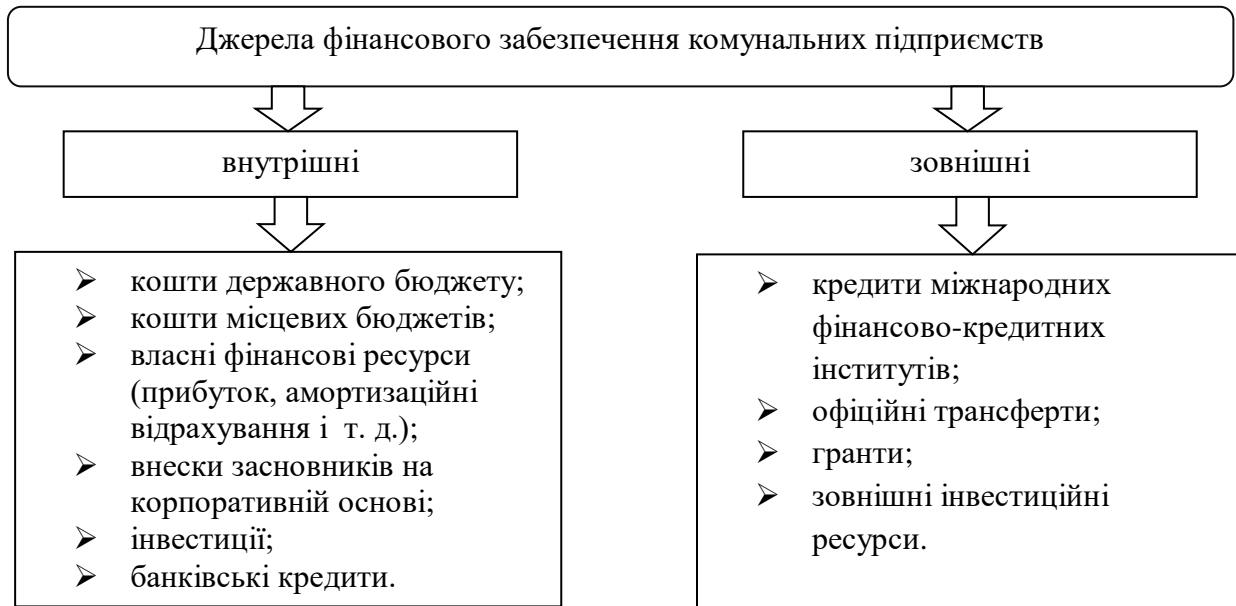 Джерела фінансового забезпечення комунальних підприємств
внутрішні
зовнішні
➢ кошти державного бюджету;
➢ кошти місцевих бюджетів;
➢ власні фінансові ресурси
(прибуток, амортизаційні
відрахування і т. д.);
➢ внески засновників на
корпоративній основі;
➢ інвестиції;
➢ банківські кредити.
➢ кредити міжнародних
фінансово-кредитних
інститутів;
➢ офіційні трансферти;
➢ гранти;
➢ зовнішні інвестиційні
ресурси.